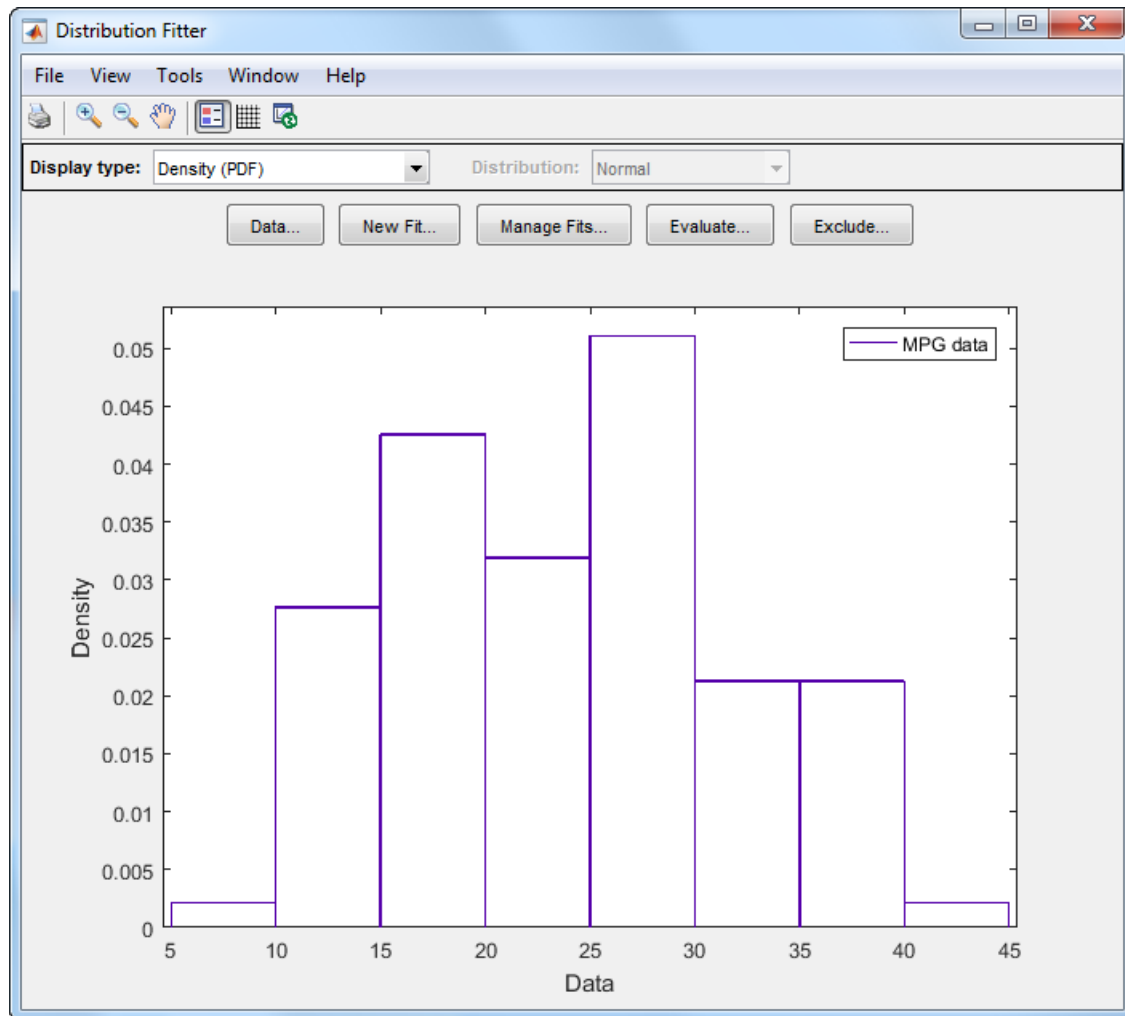 Distribution Fitter
File View Tools Window Help
Display type: Density (PDF) Distribution: Normal
Data... New Fit... Manage Fits... Evaluate... Exclude...
MPG data
0.05
0.045
0.04
0.035
0.03
0.025
0.02
0.015
0.01
0.005
0
Density
5 10 15 20 25 30 35 40 45
Data